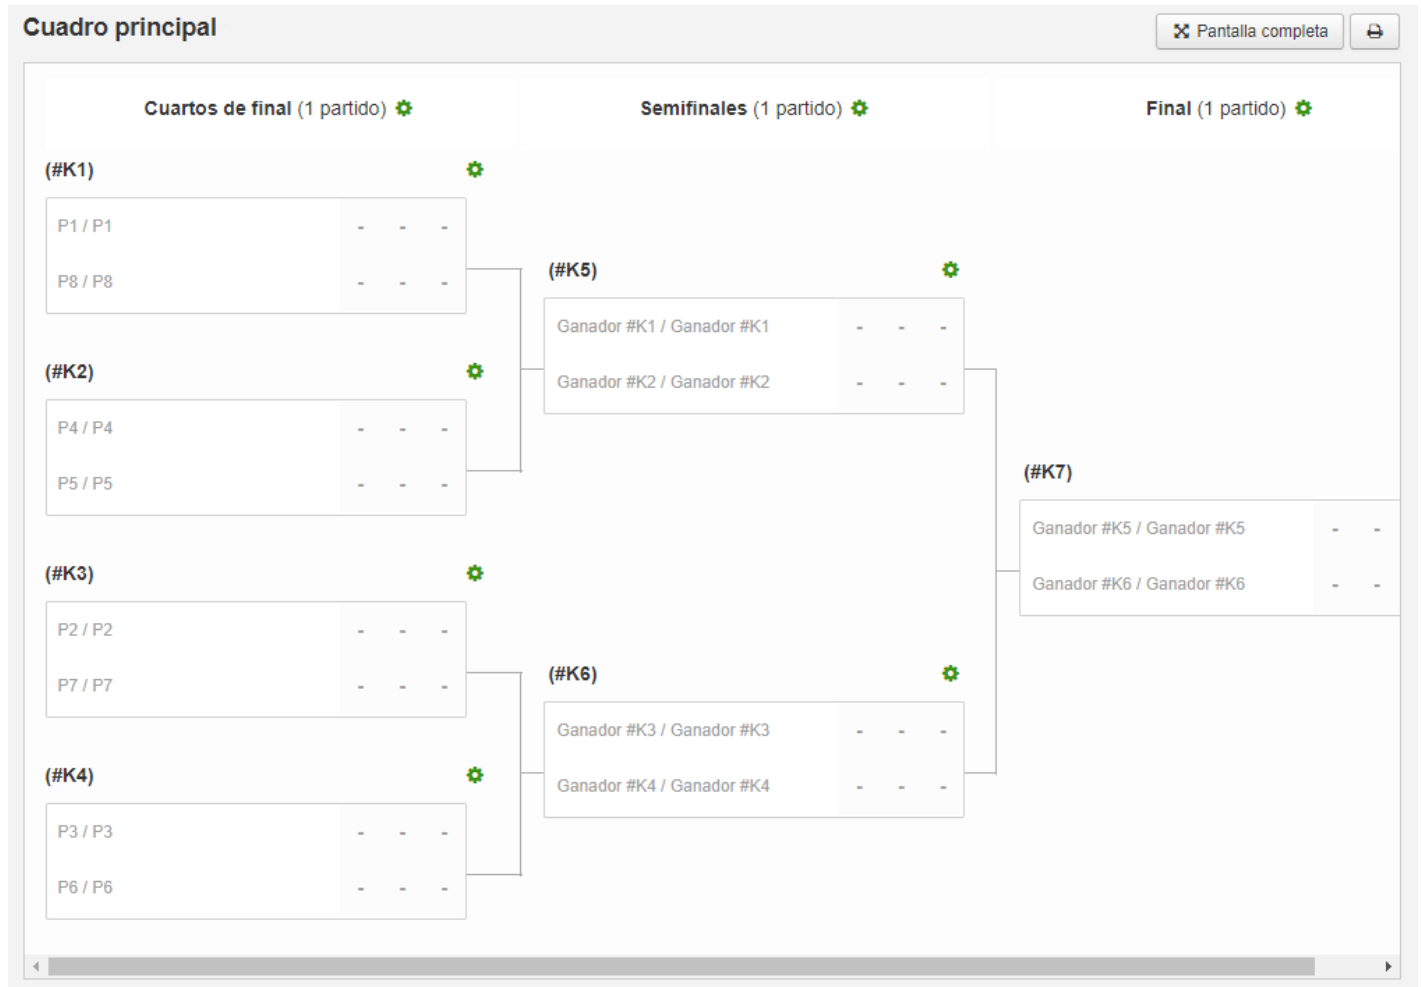 Cuadro principal
Pantalla completa
Cuartos de final (1 partido)
Semifinales (1 partido)
Final (1 partido)
(#K1)
P1 / P1 - - -
P8 / P8 - - -
(#K2)
P4 / P4 - - -
P5 / P5 - - -
(#K3)
P2 / P2 - - -
P7 / P7 - - -
(#K4)
P3 / P3 - - -
P6 / P6 - - -
(#K5)
Ganador #K1 / Ganador #K1 - - -
Ganador #K2 / Ganador #K2 - - -
(#K6)
Ganador #K3 / Ganador #K3 - - -
Ganador #K4 / Ganador #K4 - - -
(#K7)
Ganador #K5 / Ganador #K5 - -
Ganador #K6 / Ganador #K6 - -